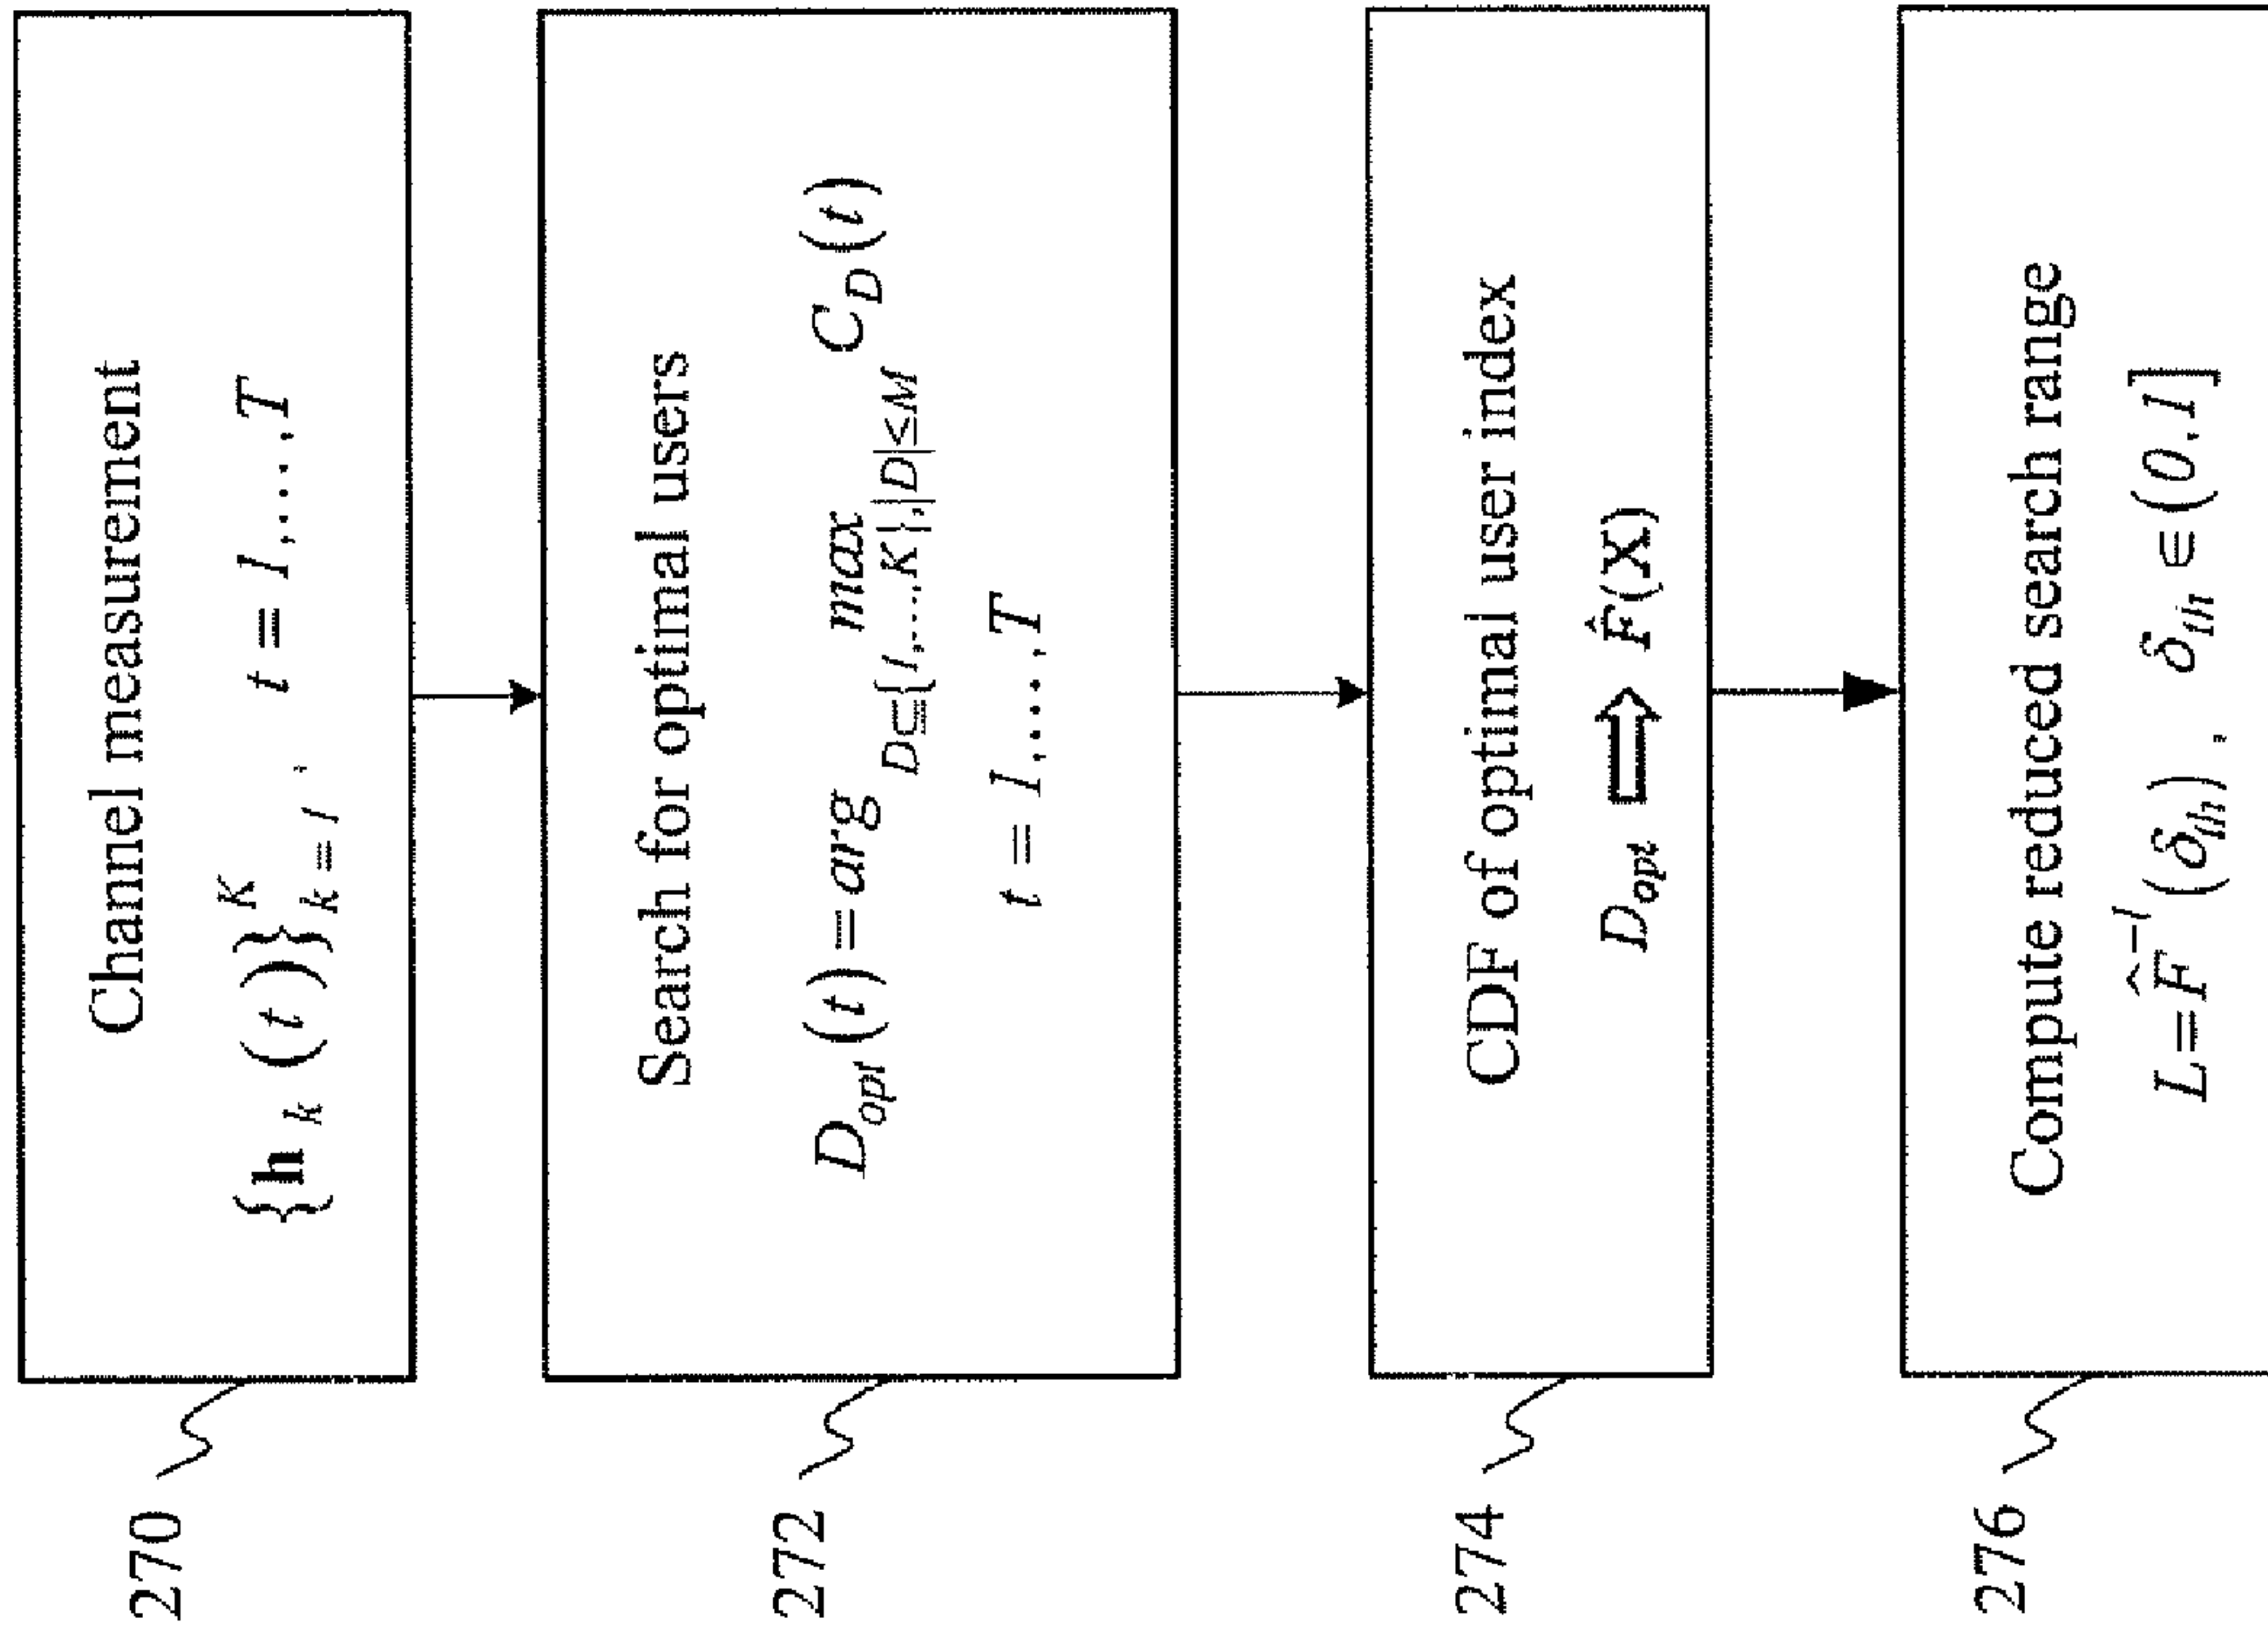 270
Channel measurement
{h_k (t)}_{k=1}^K, t = 1,...,T
272
Search for optimal users
D_opt (t) = arg max_{D⊆{1,...,K},|D|≤M} C_D (t)
t = 1,...,T
274
CDF of optimal user index
D_opt ⇒ F̂(X)
276
Compute reduced search range
L = F̂^{-1}(δ_th), δ_th ∈ (0,1]